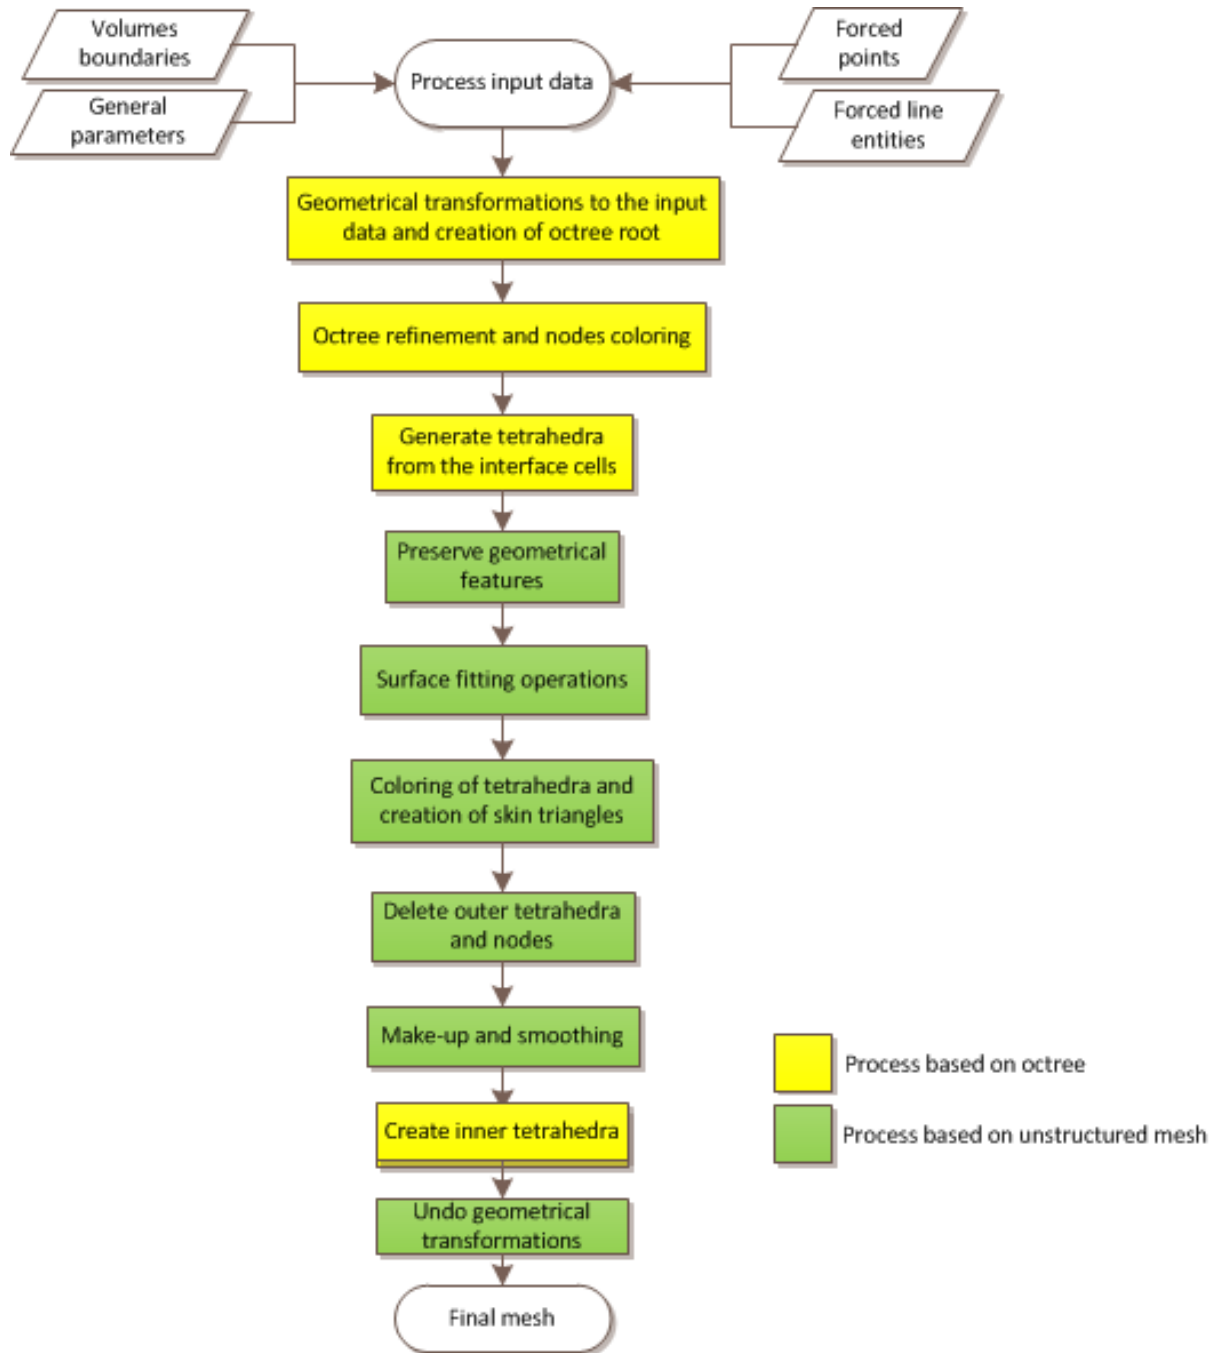 Volumes
boundaries
General
parameters
Process input data
Forced
points
Forced line
entities
Geometrical transformations to the input
data and creation of octree root
Octree refinement and nodes coloring
Generate tetrahedra
from the interface cells
Preserve geometrical
features
Surface fitting operations
Coloring of tetrahedra and
creation of skin triangles
Delete outer tetrahedra
and nodes
Make-up and smoothing
Create inner tetrahedra
Undo geometrical
transformations
Final mesh
Process based on octree
Process based on unstructured mesh